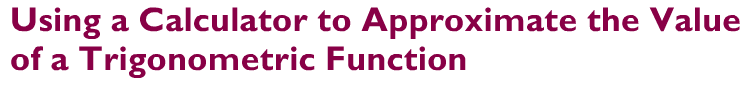 Using a Calculator to Approximate the Value
of a Trigonometric Function